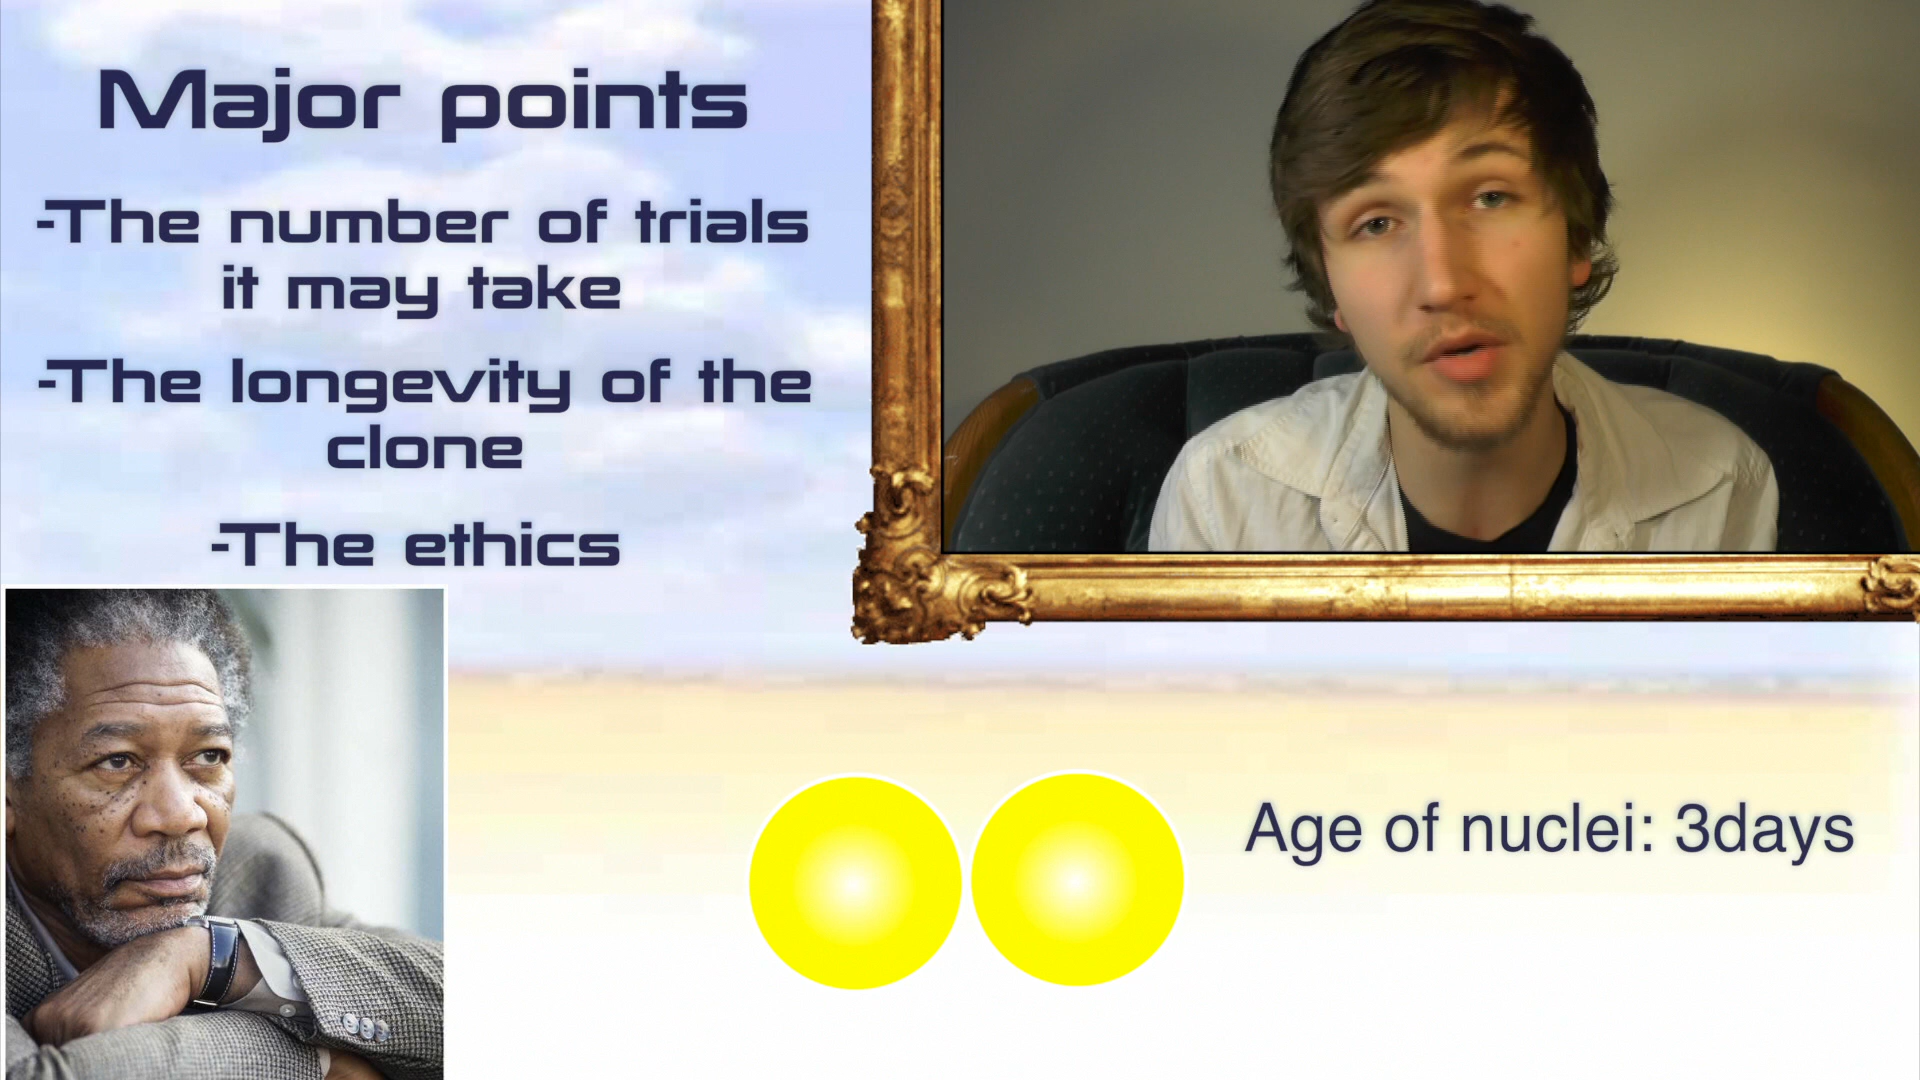 Major points
-The number of trials
it may take
-The longevity of the
clone
-The ethics
Age of nuclei: 3days